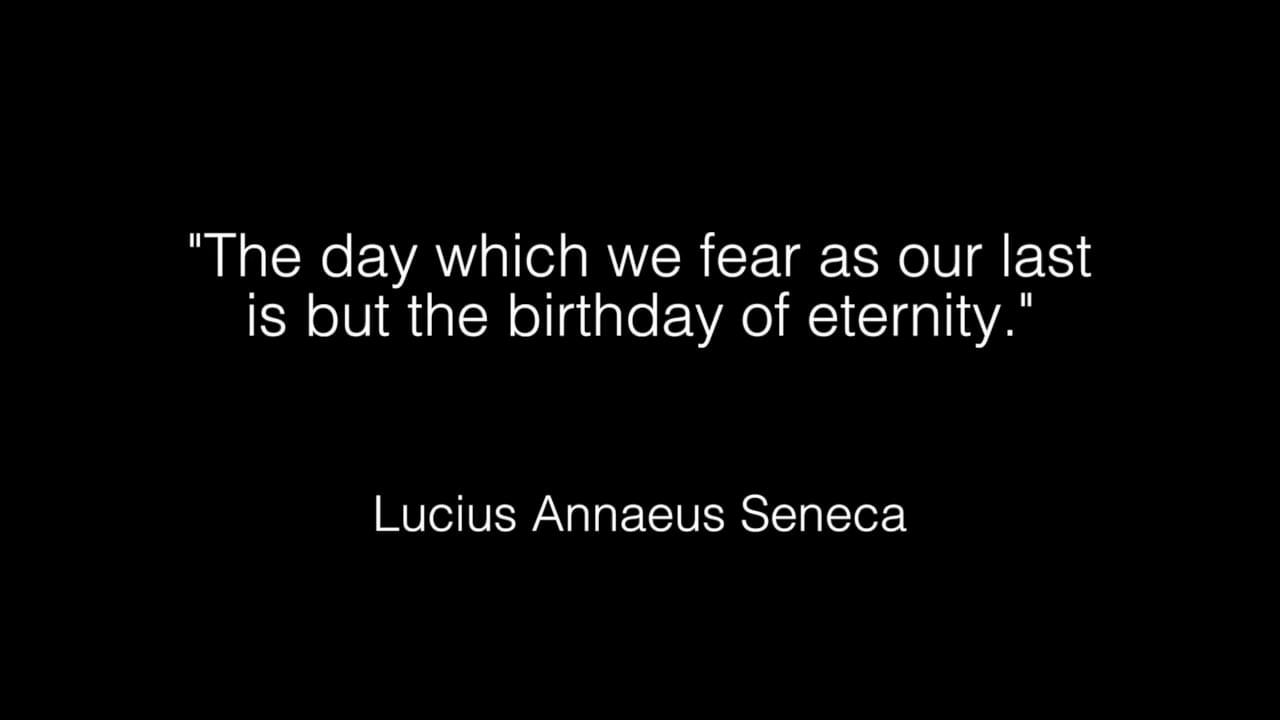 "The day which we fear as our last
is but the birthday of eternity."
Lucius Annaeus Seneca